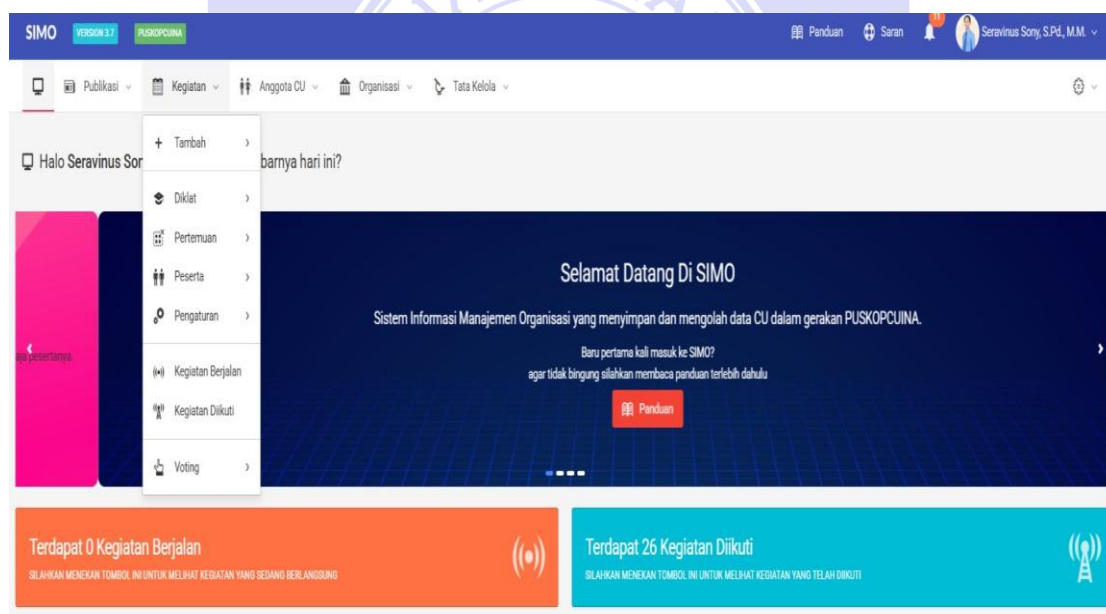 SIMO VERSION 3.7 PUSKOPCUINA Panduan Saran 11 Seravinus Sony, S.Pd., M.M.
Publikasi Kegiatan Anggota CU Organisasi Tata Kelola
Tambah
Halo Seravinus Son barnya hari ini?
Diklat
Pertemuan
Peserta
Pengaturan
Kegiatan Berjalan
Kegiatan Diikuti
Voting
pesertanya.
Selamat Datang Di SIMO
Sistem Informasi Manajemen Organisasi yang menyimpan dan mengolah data CU dalam gerakan PUSKOPCUINA.
Baru pertama kali masuk ke SIMO?
agar tidak bingung silahkan membaca panduan terlebih dahulu
Panduan
Terdapat 0 Kegiatan Berjalan
SILAHKAN MENEKAN TOMBOL INI UNTUK MELIHAT KEGIATAN YANG SEDANG BERLANGSUNG
Terdapat 26 Kegiatan Diikuti
SILAHKAN MENEKAN TOMBOL INI UNTUK MELIHAT KEGIATAN YANG TELAH DIIKUTI